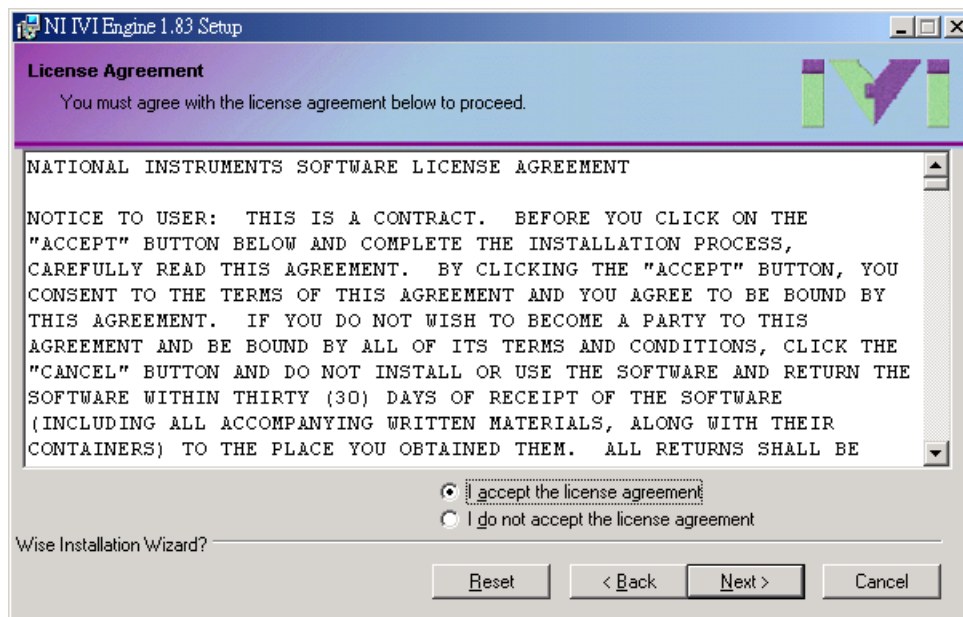 NI IVI Engine 1.83 Setup
License Agreement
You must agree with the license agreement below to proceed.
IVI
NATIONAL INSTRUMENTS SOFTWARE LICENSE AGREEMENT
NOTICE TO USER:  THIS IS A CONTRACT.  BEFORE YOU CLICK ON THE
"ACCEPT" BUTTON BELOW AND COMPLETE THE INSTALLATION PROCESS,
CAREFULLY READ THIS AGREEMENT.  BY CLICKING THE "ACCEPT" BUTTON, YOU
CONSENT TO THE TERMS OF THIS AGREEMENT AND YOU AGREE TO BE BOUND BY
THIS AGREEMENT.  IF YOU DO NOT WISH TO BECOME A PARTY TO THIS
AGREEMENT AND BE BOUND BY ALL OF ITS TERMS AND CONDITIONS, CLICK THE
"CANCEL" BUTTON AND DO NOT INSTALL OR USE THE SOFTWARE AND RETURN THE
SOFTWARE WITHIN THIRTY (30) DAYS OF RECEIPT OF THE SOFTWARE
(INCLUDING ALL ACCOMPANYING WRITTEN MATERIALS, ALONG WITH THEIR
CONTAINERS) TO THE PLACE YOU OBTAINED THEM.  ALL RETURNS SHALL BE
I accept the license agreement
I do not accept the license agreement
Wise Installation Wizard?
Reset
< Back
Next >
Cancel